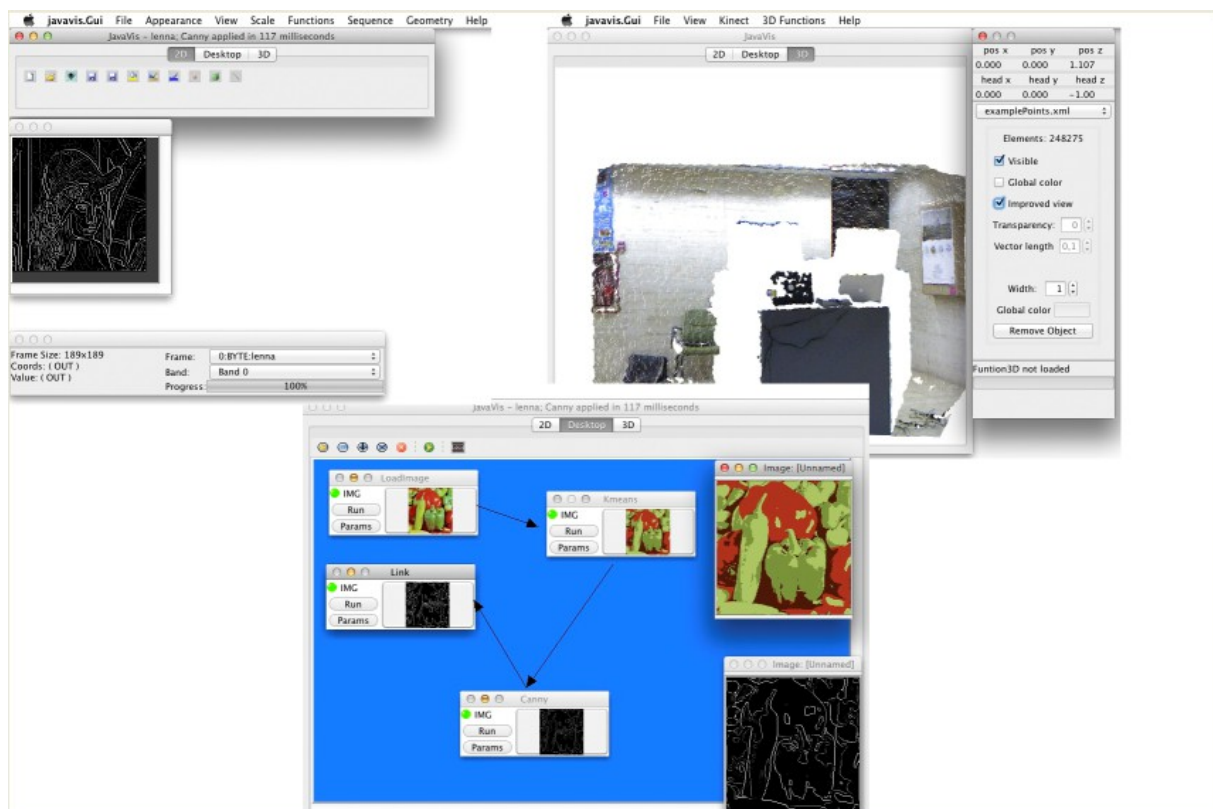 javavis.Gui File Appearance View Scale Functions Sequence Geometry Help
JavaVis - lenna; Canny applied in 117 milliseconds
2D Desktop 3D
Frame Size: 189x189
Coords: ( OUT )
Value: ( OUT )
Frame: 0:BYTE:lenna
Band: Band 0
Progress: 100%
javavis.Gui File View Kinect 3D Functions Help
JavaVis
2D Desktop 3D
pos x pos y pos z
0.000 0.000 1.107
head x head y head z
0.000 0.000 -1.00
examplePoints.xml
Elements: 248275
Visible
Global color
Improved view
Transparency: 0
Vector length 0,1
Width: 1
Global color
Remove Object
Funtion3D not loaded
JavaVis - lenna; Canny applied in 117 milliseconds
2D Desktop 3D
LoadImage
IMG
Run
Params
Kmeans
IMG
Run
Params
Image: [Unnamed]
Link
IMG
Run
Params
Canny
IMG
Run
Params
Image: [Unnamed]